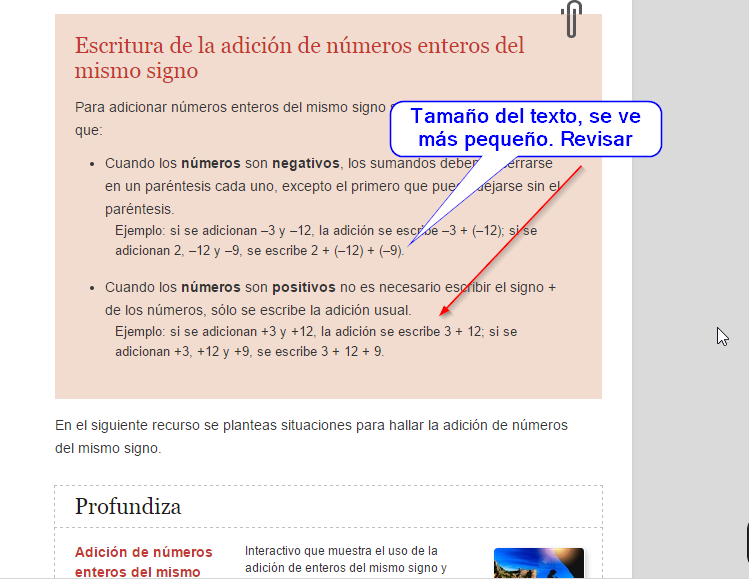 Escritura de la adición de números enteros del
mismo signo
Para adicionar números enteros del mismo signo
que:
Tamaño del texto, se ve
más pequeño. Revisar
• Cuando los números son negativos, los sumandos deben encerrarse
en un paréntesis cada uno, excepto el primero que puede dejarse sin el
paréntesis.
Ejemplo: si se adicionan –3 y –12, la adición se escribe –3 + (–12); si se
adicionan 2, –12 y –9, se escribe 2 + (–12) + (–9).
• Cuando los números son positivos no es necesario escribir el signo +
de los números, sólo se escribe la adición usual.
Ejemplo: si se adicionan +3 y +12, la adición se escribe 3 + 12; si se
adicionan +3, +12 y +9, se escribe 3 + 12 + 9.
En el siguiente recurso se planteas situaciones para hallar la adición de números
del mismo signo.
Profundiza
Adición de números
enteros del mismo
Interactivo que muestra el uso de la
adición de enteros del mismo signo y